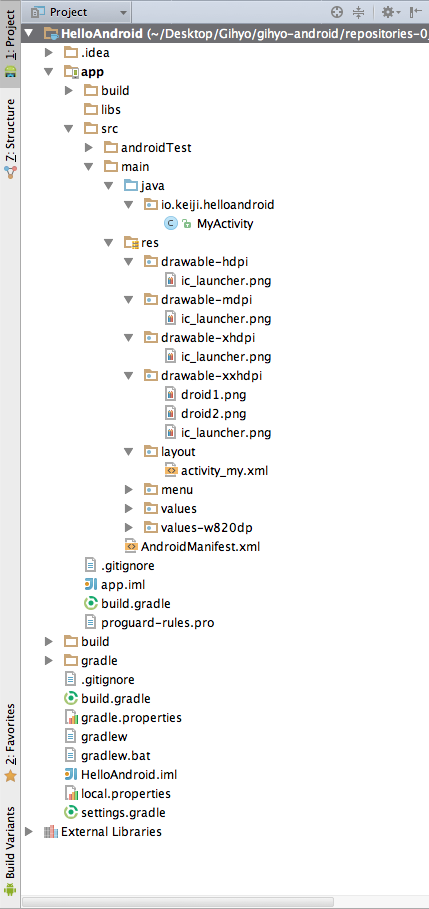 Project
HelloAndroid (~/Desktop/Gihyo/gihyo-android/repositories-0
.idea
app
build
libs
src
androidTest
main
java
io.keiji.helloandroid
MyActivity
res
drawable-hdpi
ic_launcher.png
drawable-mdpi
ic_launcher.png
drawable-xhdpi
ic_launcher.png
drawable-xxhdpi
droid1.png
droid2.png
ic_launcher.png
layout
activity_my.xml
menu
values
values-w820dp
AndroidManifest.xml
.gitignore
app.iml
build.gradle
proguard-rules.pro
build
gradle
.gitignore
build.gradle
gradle.properties
gradlew
gradlew.bat
HelloAndroid.iml
local.properties
settings.gradle
External Libraries
1: Project
7: Structure
2: Favorites
Build Variants